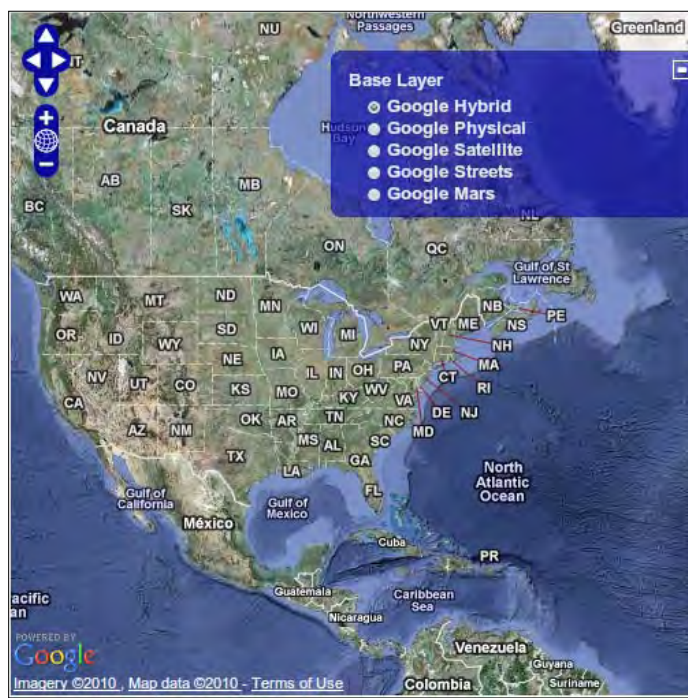 Northwestern
Passages
NU
Greenland
NT
Base Layer
Google Hybrid
Google Physical
Google Satellite
Google Streets
Google Mars
Canada
Hudson
Bay
AB
MB
BC
SK
NL
ON
QC
Gulf of St
Lawrence
WA
MT
ND
MN
NB
PE
OR
ID
SD
WI
MI
VT
ME
NS
WY
NY
NH
NE
IA
PA
MA
NV
UT
CO
IL
IN
OH
CT
RI
CA
KS
MO
KY
WV
VA
DE
NJ
AZ
NM
OK
AR
TN
NC
MD
TX
MS
AL
SC
LA
GA
North
Atlantic
Ocean
FL
Gulf of
California
Gulf of
Mexico
México
Cuba
PR
Guatemala
Caribbean
Sea
acific
an
Nicaragua
POWERED BY
Google
Venezuela
Guyana
Suriname
Colombia
Imagery ©2010 , Map data ©2010 - Terms of Use